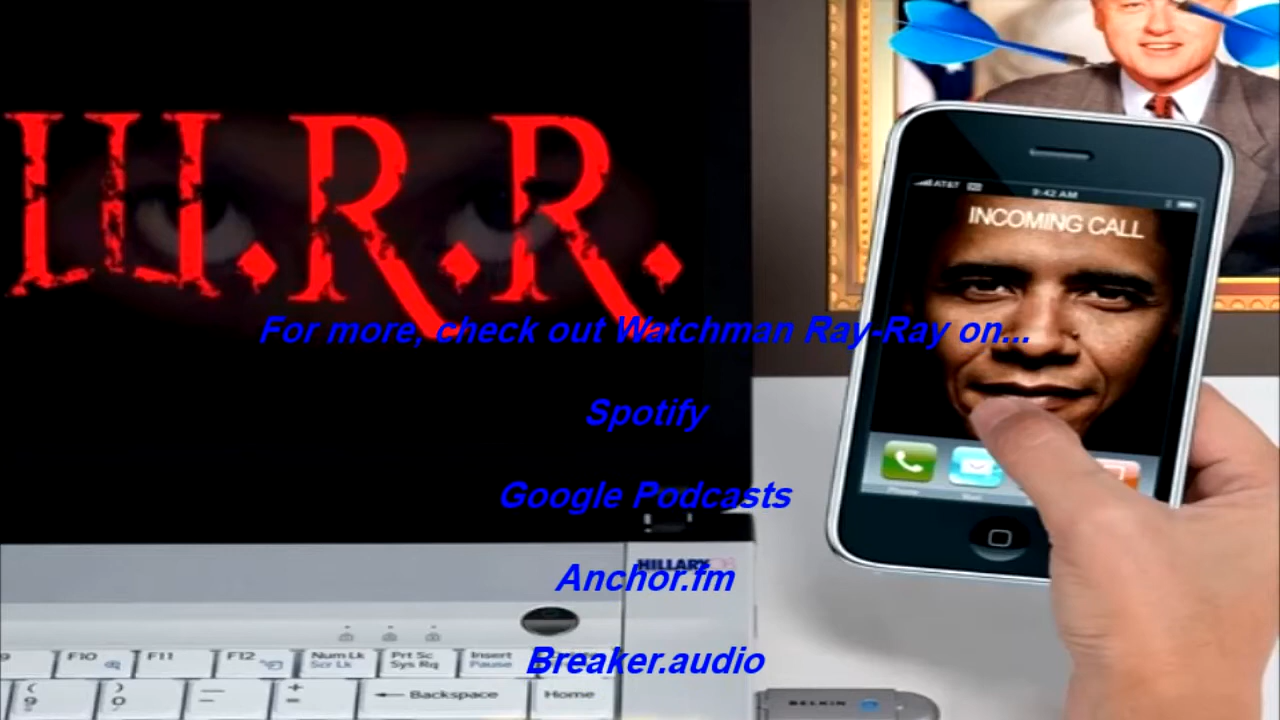 W.R.R.
AT&T
9:42 AM
INCOMING CALL
For more, check out Watchman Ray-Ray on...
Spotify
Google Podcasts
HILLARY
Anchor.fm
Breaker.audio
F10
F11
F12
Num Lk
Scr Lk
Prt Sc
Sys Rq
Insert
Pause
(
9
)
0
—
-
+
=
← Backspace
Home
BELKIN